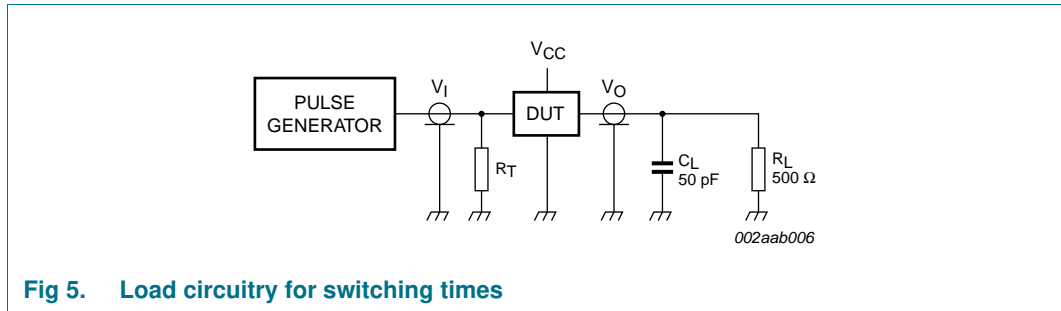 VCC
PULSE
GENERATOR
VI
DUT
VO
RT
CL
50 pF
RL
500 Ω
002aab006
Fig 5. Load circuitry for switching times